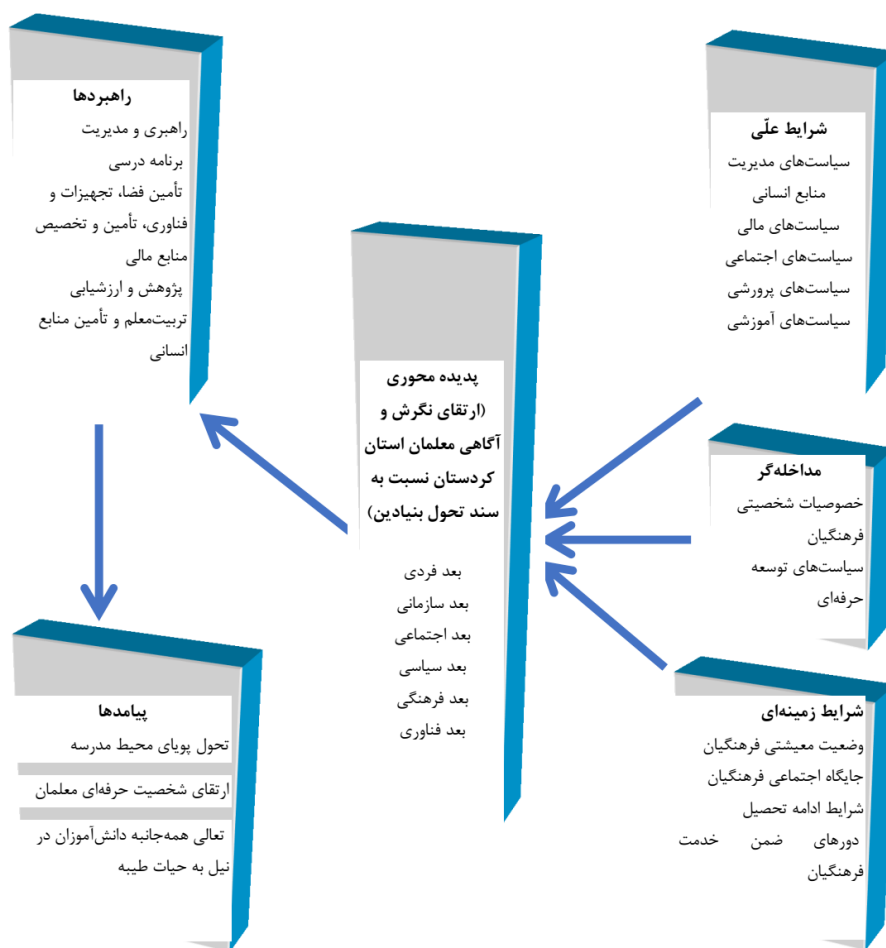 شرایط علّی
سیاست‌های مدیریت
منابع انسانی
سیاست‌های مالی
سیاست‌های اجتماعی
سیاست‌های پرورشی
سیاست‌های آموزشی
مداخله‌گر
خصوصیات شخصیتی
فرهنگیان
سیاست‌های توسعه
حرفه‌ای
شرایط زمینه‌ای
وضعیت معیشتی فرهنگیان
جایگاه اجتماعی فرهنگیان
شرایط ادامه تحصیل
دورهای ضمن خدمت
فرهنگیان
پدیده محوری
(ارتقای نگرش و
آگاهی معلمان استان
کردستان نسبت به
سند تحول بنیادین)
بعد فردی
بعد سازمانی
بعد اجتماعی
بعد سیاسی
بعد فرهنگی
بعد فناوری
راهبردها
راهبری و مدیریت
برنامه درسی
تأمین فضا، تجهیزات و
فناوری، تأمین و تخصیص
منابع مالی
پژوهش و ارزشیابی
تربیت‌معلم و تأمین منابع
انسانی
پیامدها
تحول پویای محیط مدرسه
ارتقای شخصیت حرفه‌ای معلمان
تعالی همه‌جانبه دانش‌آموزان در
نیل به حیات طیبه